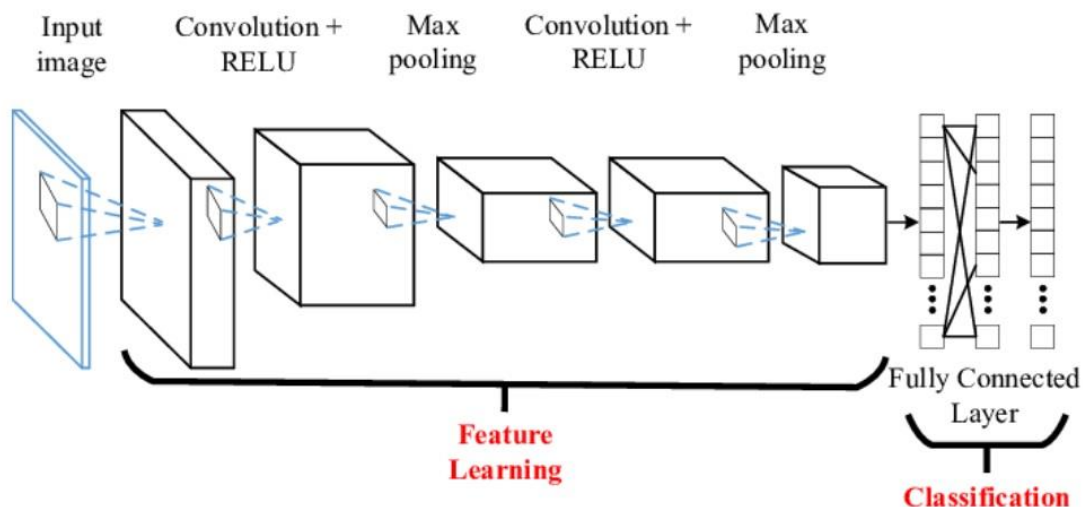 Input
image
Convolution +
RELU
Max
pooling
Convolution +
RELU
Max
pooling
Fully Connected
Layer
Feature
Learning
Classification